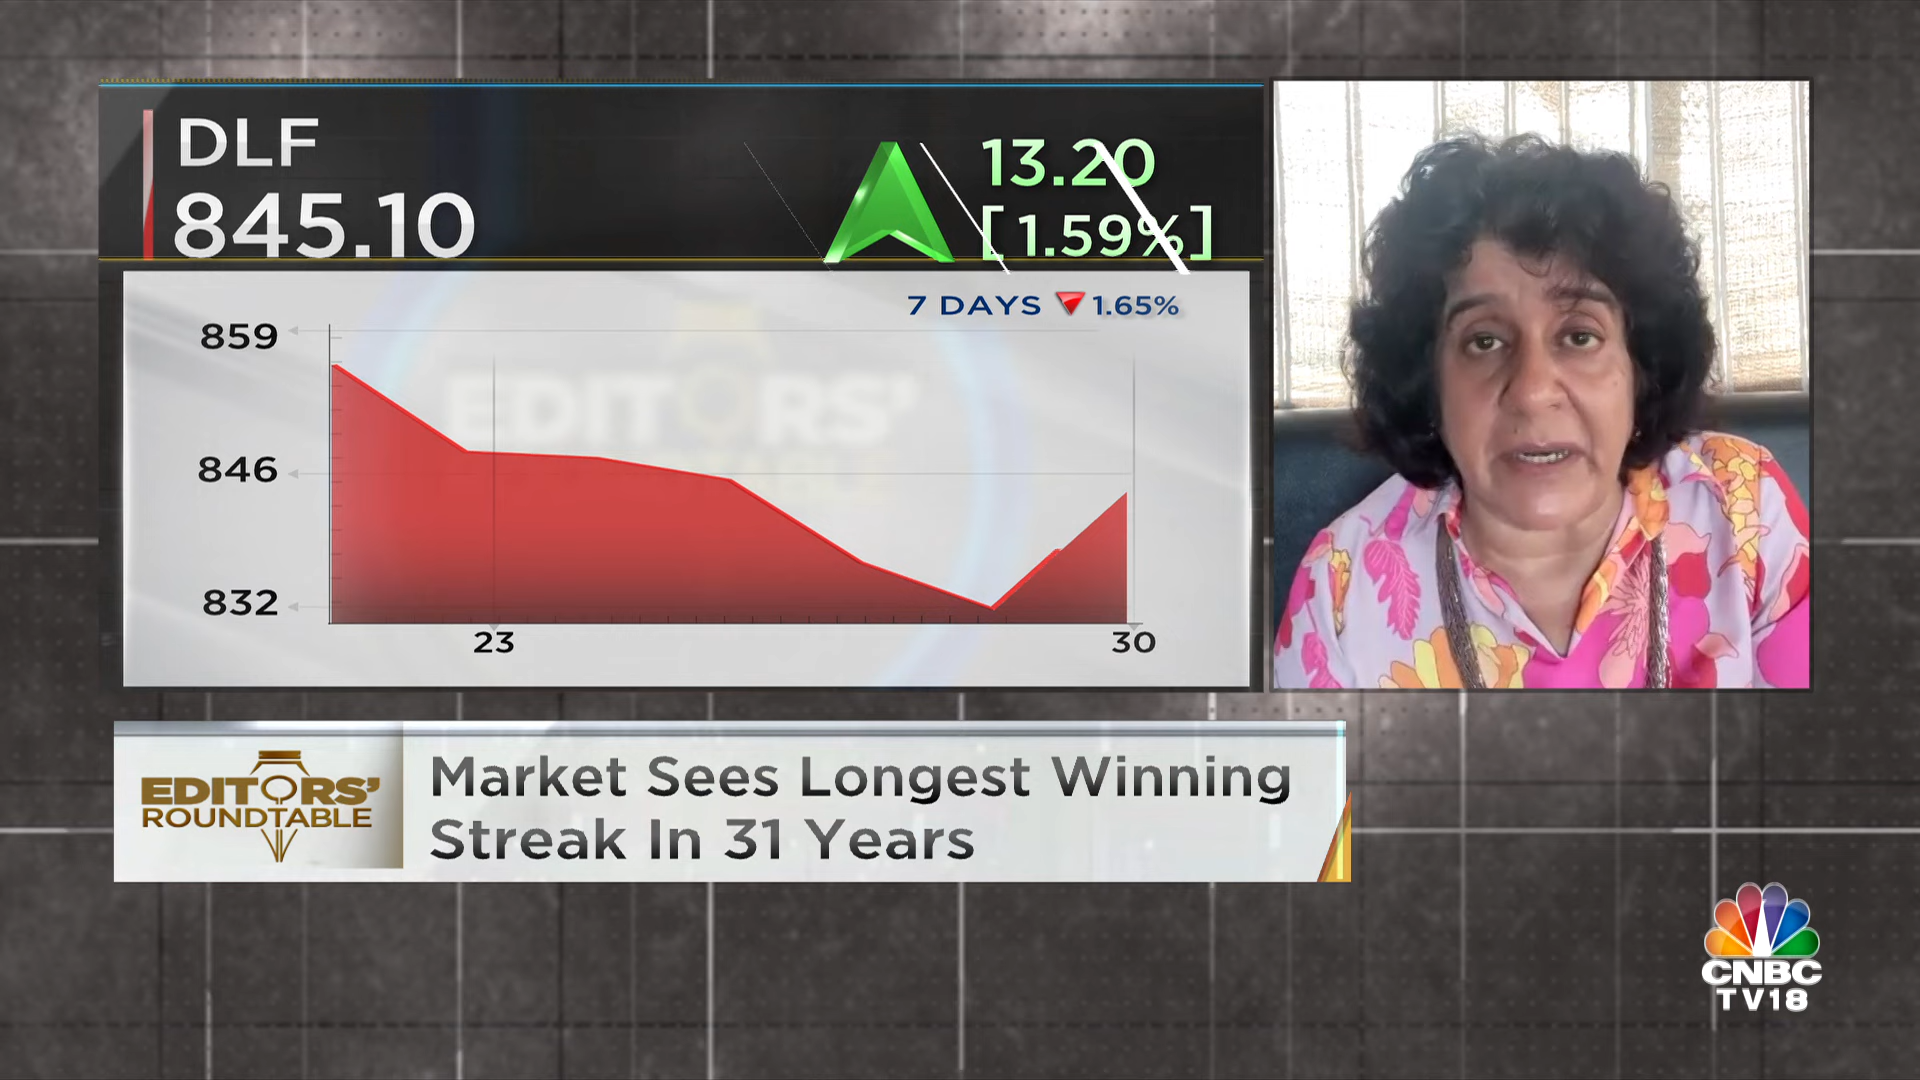 DLF
845.10
13.20
[1.59%]
7 DAYS 1.65%
859
846
832
23
30
EDITORS'
EDITORS'
ROUNDTABLE
Market Sees Longest Winning
Streak In 31 Years
CNBC
TV18